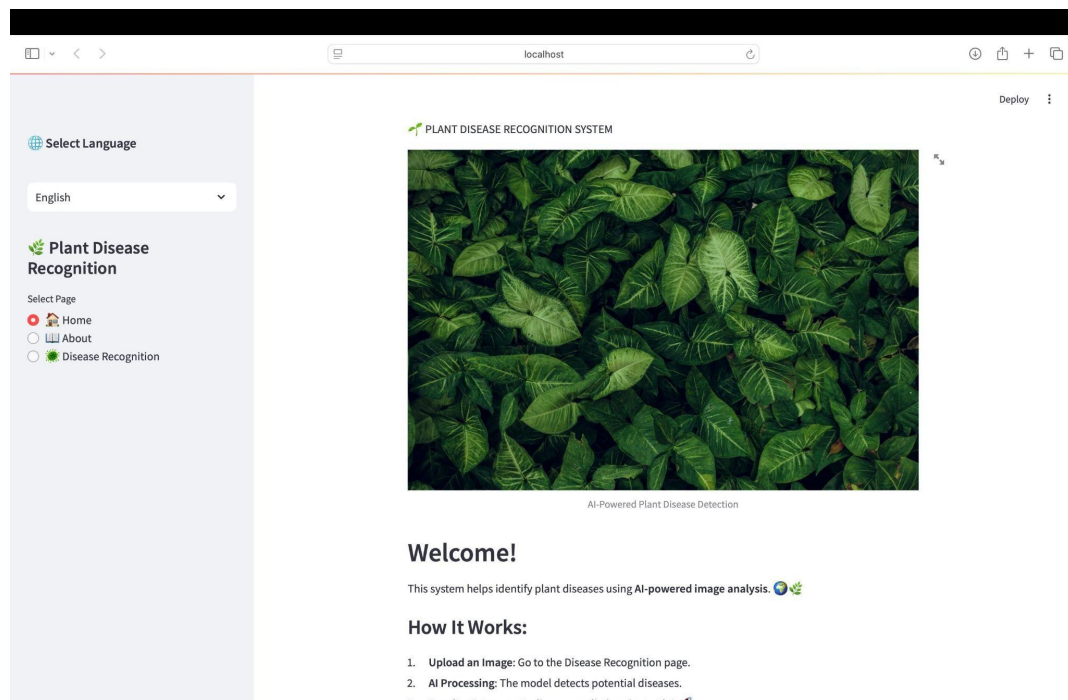 localhost
Deploy
🌐 Select Language
English
🌿 Plant Disease
Recognition
Select Page
🏠 Home
📖 About
🦠 Disease Recognition
🌱 PLANT DISEASE RECOGNITION SYSTEM
AI-Powered Plant Disease Detection
Welcome!
This system helps identify plant diseases using AI-powered image analysis. 🌍🌿
How It Works:
1. Upload an Image: Go to the Disease Recognition page.
2. AI Processing: The model detects potential diseases.